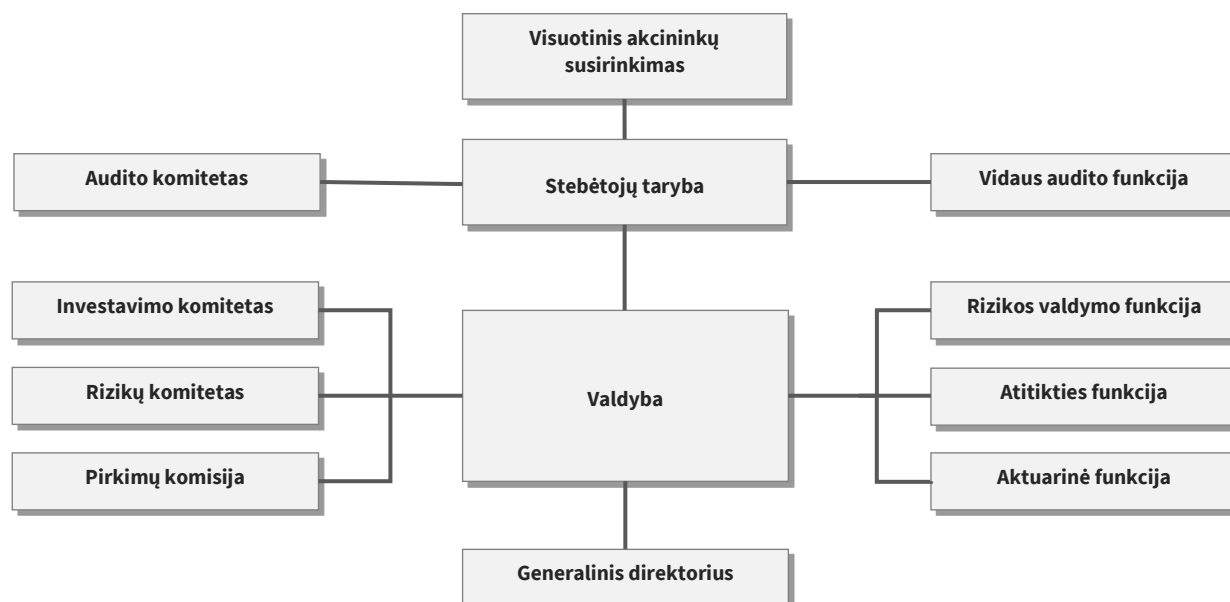 Visuotinis akcininkų
susirinkimas
Audito komitetas
Stebėtojų taryba
Vidaus audito funkcija
Investavimo komitetas
Rizikos valdymo funkcija
Rizikų komitetas
Valdyba
Atitikties funkcija
Pirkimų komisija
Aktuarinė funkcija
Generalinis direktorius